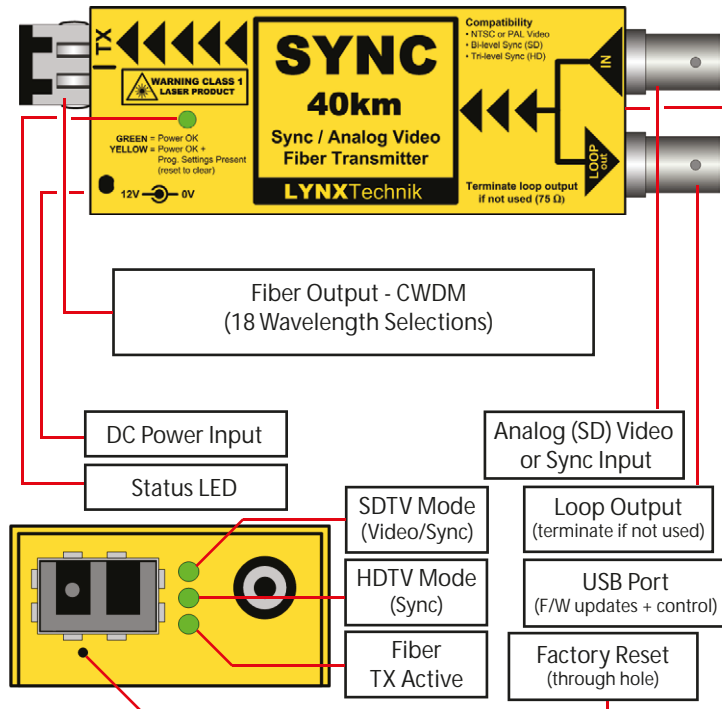 TX
WARNING CLASS 1
LASER PRODUCT
GREEN = Power OK
YELLOW = Power OK +
Prog. Settings Present
(reset to clear)
12V
0V
SYNC
40km
Sync / Analog Video
Fiber Transmitter
LYNXTechnik
Compatibility
• NTSC or PAL Video
• Bi-level Sync (SD)
• Tri-level Sync (HD)
IN
LOOP
out
Terminate loop output
if not used (75 Ω)
Fiber Output - CWDM
(18 Wavelength Selections)
DC Power Input
Status LED
Analog (SD) Video
or Sync Input
Loop Output
(terminate if not used)
SDTV Mode
(Video/Sync)
HDTV Mode
(Sync)
Fiber
TX Active
USB Port
(F/W updates + control)
Factory Reset
(through hole)